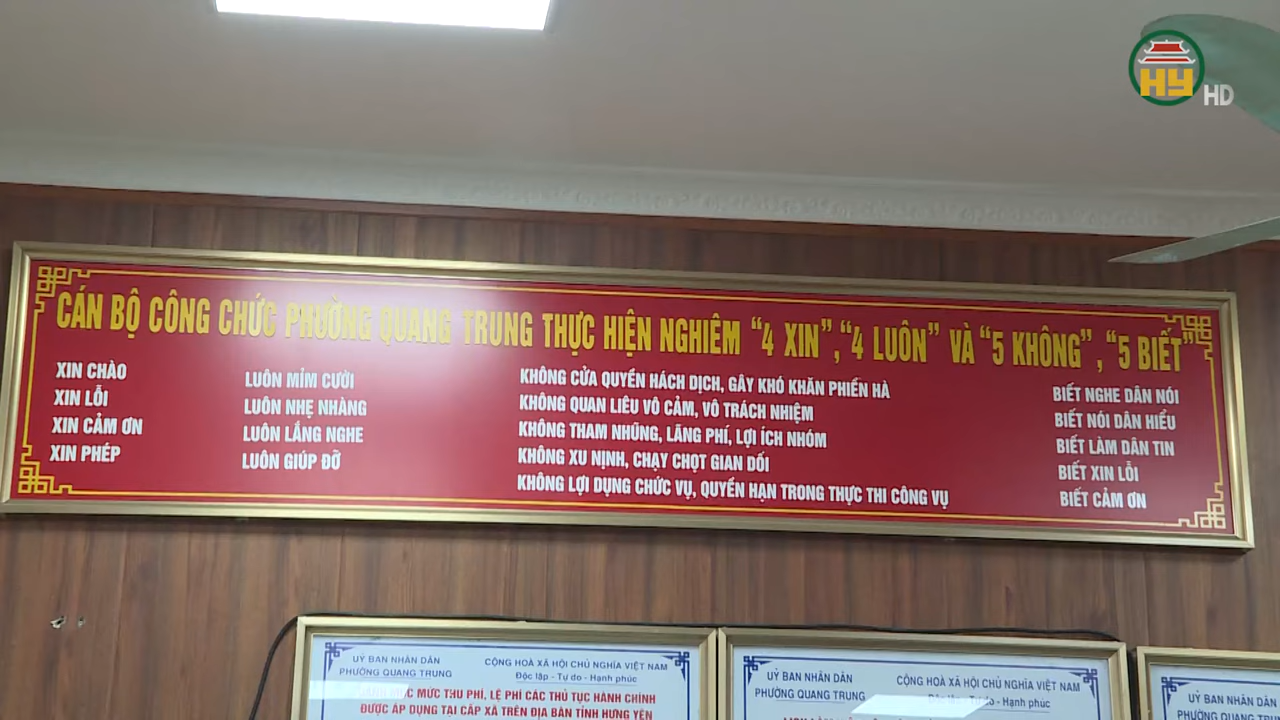 HY HD
CÁN BỘ CÔNG CHỨC PHƯỜNG QUANG TRUNG THỰC HIỆN NGHIÊM “4 XIN”, “4 LUÔN” VÀ “5 KHÔNG”, “5 BIẾT”
XIN CHÀO
XIN LỖI
XIN CẢM ƠN
XIN PHÉP
LUÔN MỈM CƯỜI
LUÔN NHẸ NHÀNG
LUÔN LẮNG NGHE
LUÔN GIÚP ĐỠ
KHÔNG CỬA QUYỀN HÁCH DỊCH, GÂY KHÓ KHĂN PHIỀN HÀ
KHÔNG QUAN LIÊU VÔ CẢM, VÔ TRÁCH NHIỆM
KHÔNG THAM NHŨNG, LÃNG PHÍ, LỢI ÍCH NHÓM
KHÔNG XU NỊNH, CHẠY CHỌT GIAN DỐI
KHÔNG LỢI DỤNG CHỨC VỤ, QUYỀN HẠN TRONG THỰC THI CÔNG VỤ
BIẾT NGHE DÂN NÓI
BIẾT NÓI DÂN HIỂU
BIẾT LÀM DÂN TIN
BIẾT XIN LỖI
BIẾT CẢM ƠN
UỶ BAN NHÂN DÂN
PHƯỜNG QUANG TRUNG
CỘNG HOÀ XÃ HỘI CHỦ NGHĨA VIỆT NAM
Độc lập - Tự do - Hạnh phúc
MỨC THU PHÍ, LỆ PHÍ CÁC THỦ TỤC HÀNH CHÍNH
ĐƯỢC ÁP DỤNG TẠI CẤP XÃ TRÊN ĐỊA BÀN TỈNH HƯNG YÊN
UỶ BAN NHÂN DÂN
PHƯỜNG QUANG TRUNG
CỘNG HOÀ XÃ HỘI CHỦ NGHĨA VIỆT NAM
Độc lập - Tự do - Hạnh phúc
UỶ BAN NHÂN DÂN
PHƯỜNG QUANG TRUNG